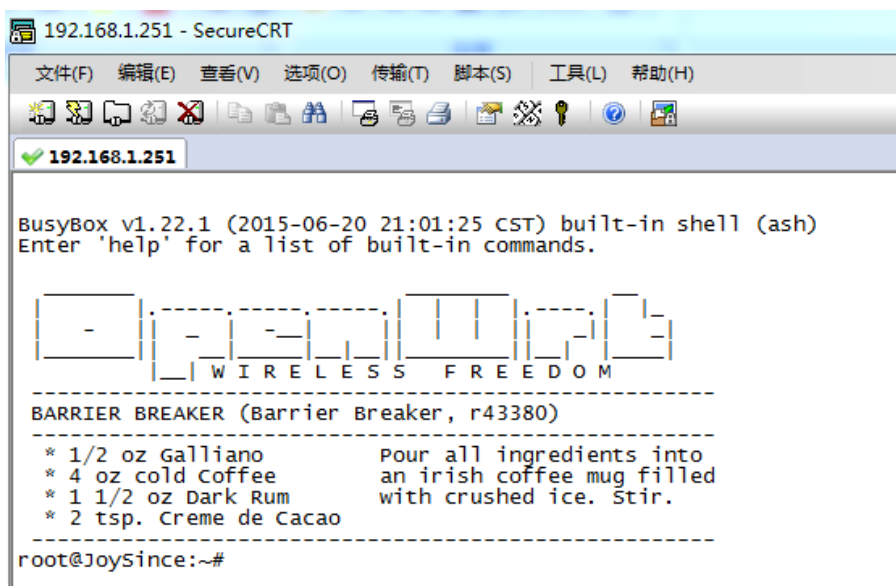 192.168.1.251 - SecureCRT
文件(F) 编辑(E) 查看(V) 选项(O) 传输(T) 脚本(S) 工具(L) 帮助(H)
192.168.1.251
BusyBox v1.22.1 (2015-06-20 21:01:25 CST) built-in shell (ash)
Enter 'help' for a list of built-in commands.
OpenWrt
W I R E L E S S F R E E D O M
-----------------------------------------------------
BARRIER BREAKER (Barrier Breaker, r43380)
-----------------------------------------------------
* 1/2 oz Galliano Pour all ingredients into
* 4 oz cold Coffee an irish coffee mug filled
* 1 1/2 oz Dark Rum with crushed ice. Stir.
* 2 tsp. Creme de Cacao
-----------------------------------------------------
root@JoySince:~#